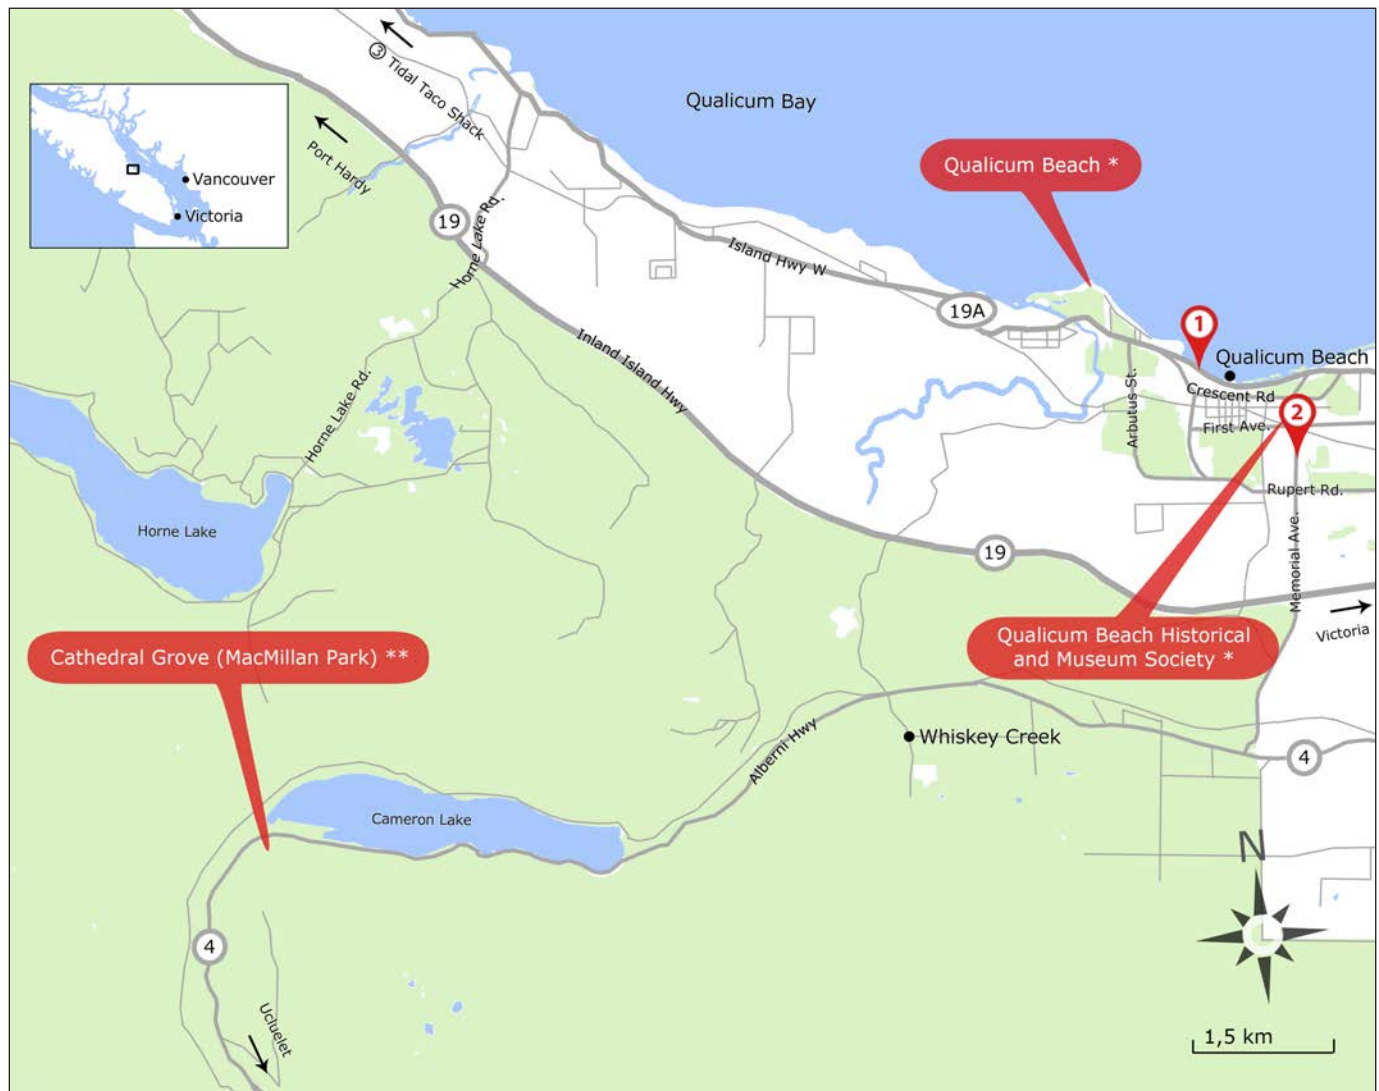 ③ Tidal Taco Shack
Qualicum Bay
Port Hardy
Vancouver
Victoria
Qualicum Beach *
19
Horne Lake Rd.
Island Hwy W
19A
1
Qualicum Beach
Inland Island Hwy
Crescent Rd
Horne Lake Rd.
Arbutus St.
2
First Ave.
Rupert Rd.
Horne Lake
19
Memorial Ave.
Victoria
Qualicum Beach Historical
and Museum Society *
Cathedral Grove (MacMillan Park) **
Alberni Hwy
Whiskey Creek
4
Cameron Lake
N
4
Ucluelet
1,5 km